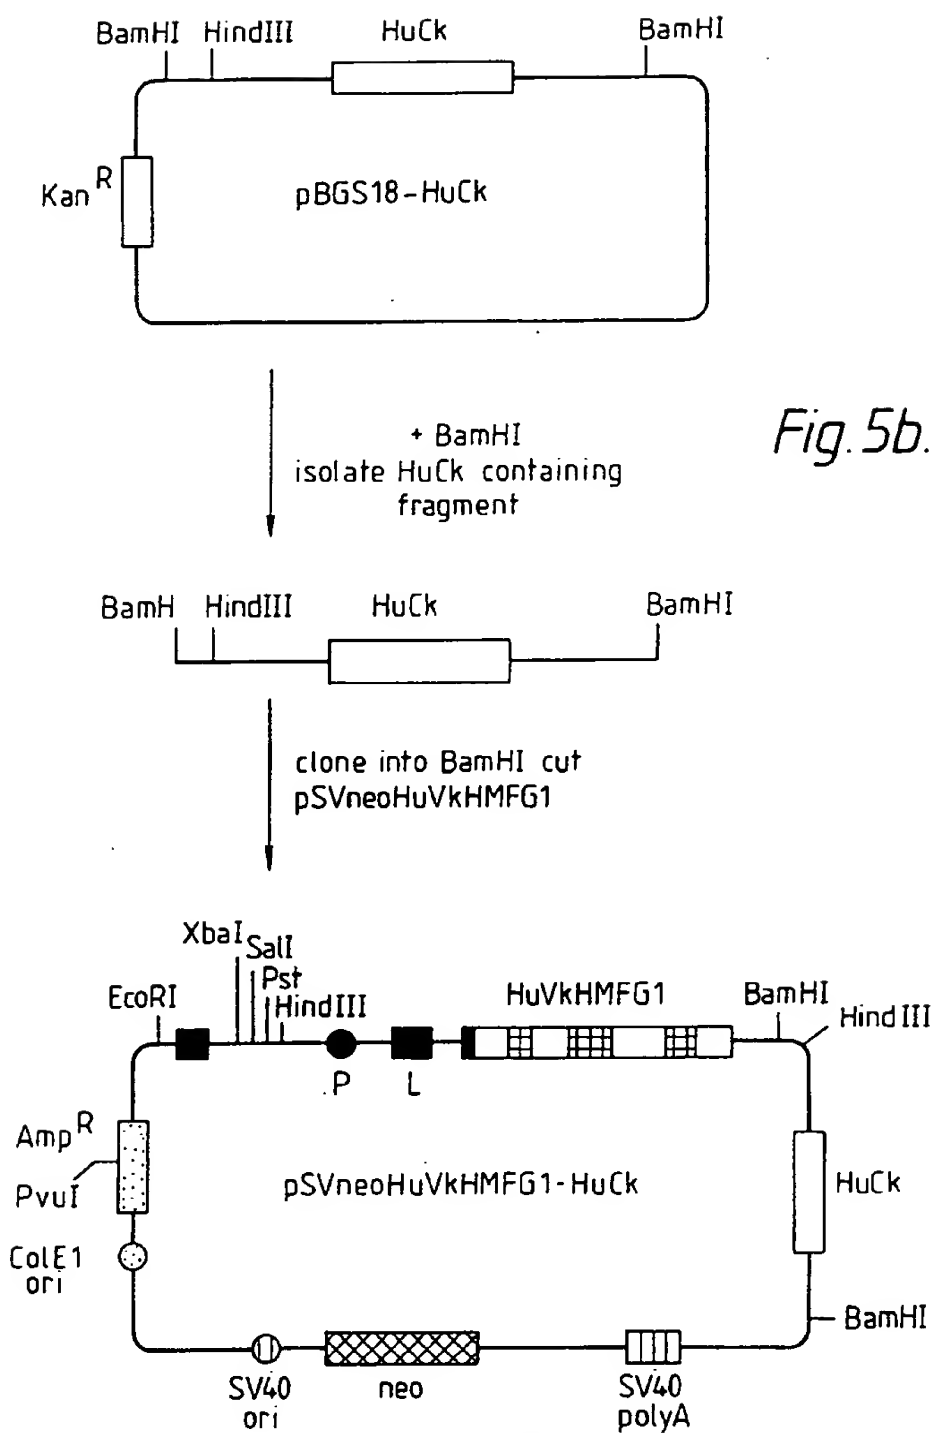 BamHI HindIII HuCk BamHI
Kan R
pBGS18-HuCk
+ BamHI
isolate HuCk containing
fragment
Fig. 5b.
BamH HindIII HuCk BamHI
clone into BamHI cut
pSVneoHuVkHMFG1
XbaI
SalI
Pst
HindIII
EcoRI
HuVkHMFG1
BamHI
HindIII
P
L
Amp R
PvuI
pSVneoHuVkHMFG1-HuCk
HuCk
ColE1
ori
BamHI
SV40
ori
neo
SV40
polyA